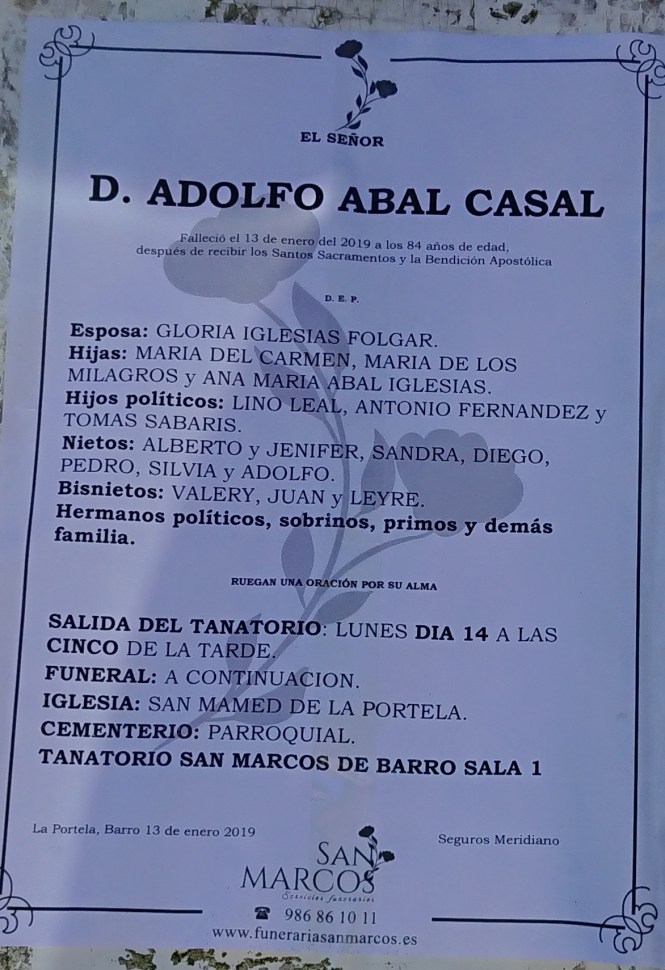 EL SEÑOR
D. ADOLFO ABAL CASAL
Falleció el 13 de enero del 2019 a los 84 años de edad,
después de recibir los Santos Sacramentos y la Bendición Apostólica
D. E. P.
Esposa: GLORIA IGLESIAS FOLGAR.
Hijas: MARIA DEL CARMEN, MARIA DE LOS
MILAGROS y ANA MARIA ABAL IGLESIAS.
Hijos políticos: LINO LEAL, ANTONIO FERNANDEZ y
TOMAS SABARIS.
Nietos: ALBERTO y JENIFER, SANDRA, DIEGO,
PEDRO, SILVIA y ADOLFO.
Bisnietos: VALERY, JUAN y LEYRE.
Hermanos políticos, sobrinos, primos y demás
familia.
RUEGAN UNA ORACIÓN POR SU ALMA
SALIDA DEL TANATORIO: LUNES DIA 14 A LAS
CINCO DE LA TARDE.
FUNERAL: A CONTINUACION.
IGLESIA: SAN MAMED DE LA PORTELA.
CEMENTERIO: PARROQUIAL.
TANATORIO SAN MARCOS DE BARRO SALA 1
La Portela, Barro 13 de enero 2019
Seguros Meridiano
SAN
MARCOS
Servicios funerarios
☎ 986 86 10 11
www.funerariasanmarcos.es